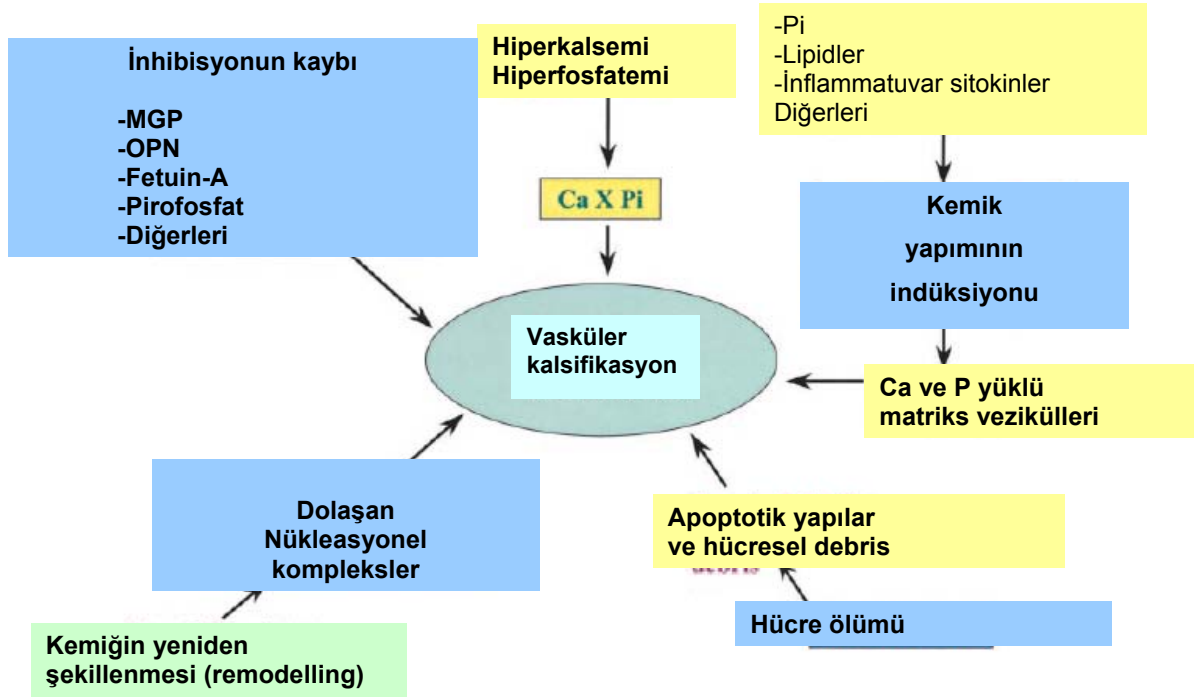 İnhibisyonun kaybı
-MGP
-OPN
-Fetuin-A
-Pirofosfat
-Diğerleri
Hiperkalsemi
Hiperfosfatemi
-Pi
-Lipidler
-İnflammatuvar sitokinler
Diğerleri
Ca X Pi
Kemik
yapımının
indüksiyonu
Vasküler
kalsifikasyon
Ca ve P yüklü
matriks vezikülleri
Dolaşan
Nükleasyonel
kompleksler
Apoptotik yapılar
ve hücresel debris
Hücre ölümü
Kemiğin yeniden
şekillenmesi (remodelling)